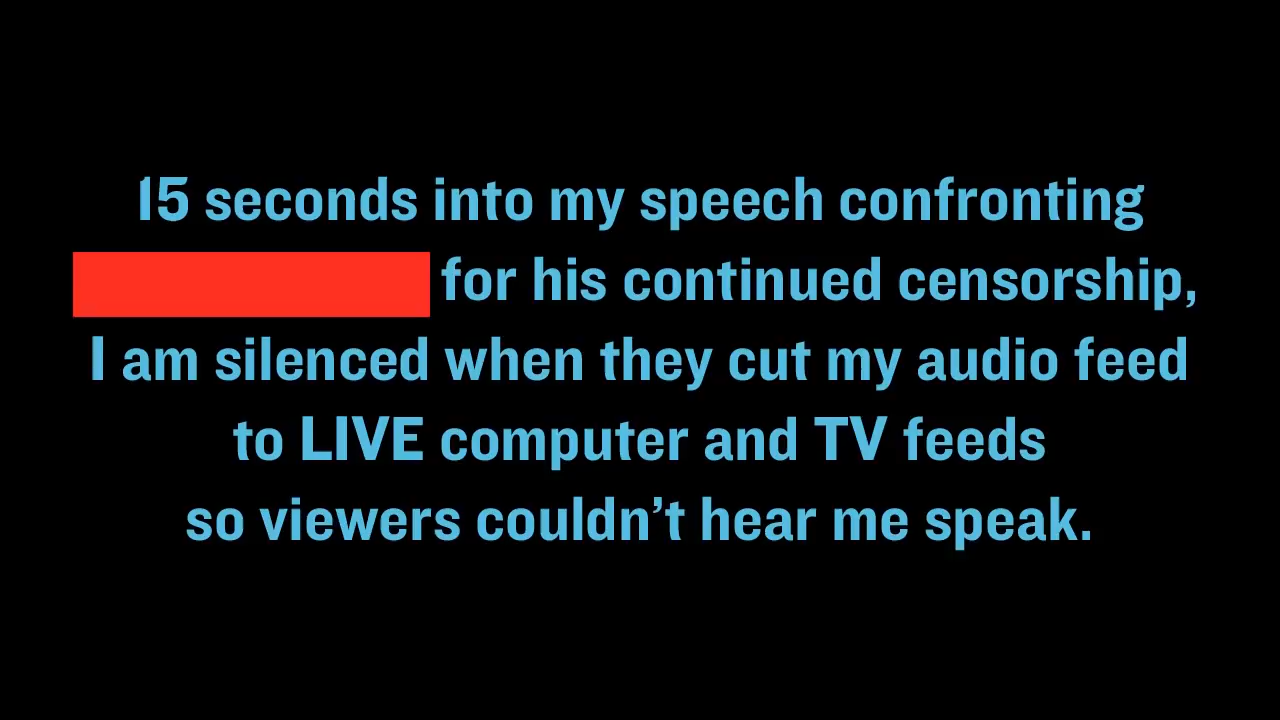 15 seconds into my speech confronting
for his continued censorship,
I am silenced when they cut my audio feed
to LIVE computer and TV feeds
so viewers couldn’t hear me speak.